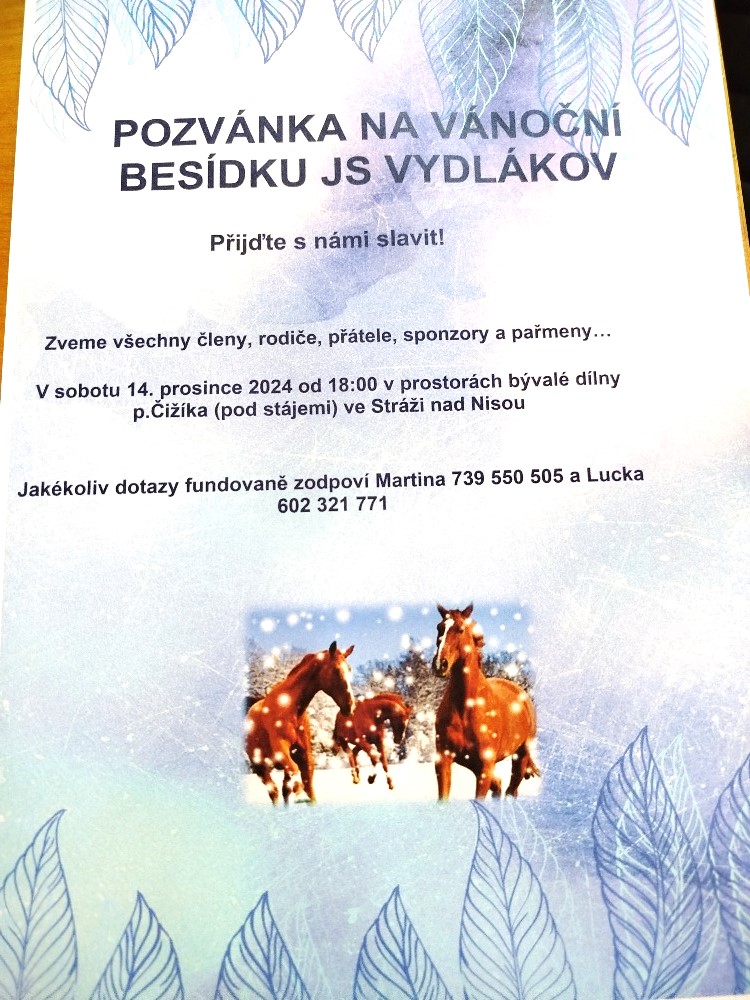 POZVÁNKA NA VÁNOČNÍ
BESÍDKU JS VYDLÁKOV
Přijďte s námi slavit!
Zveme všechny členy, rodiče, přátele, sponzory a pařmeny…
V sobotu 14. prosince 2024 od 18:00 v prostorách bývalé dílny
p.Čižíka (pod stájemi) ve Stráži nad Nisou
Jakékoliv dotazy fundovaně zodpoví Martina 739 550 505 a Lucka
602 321 771